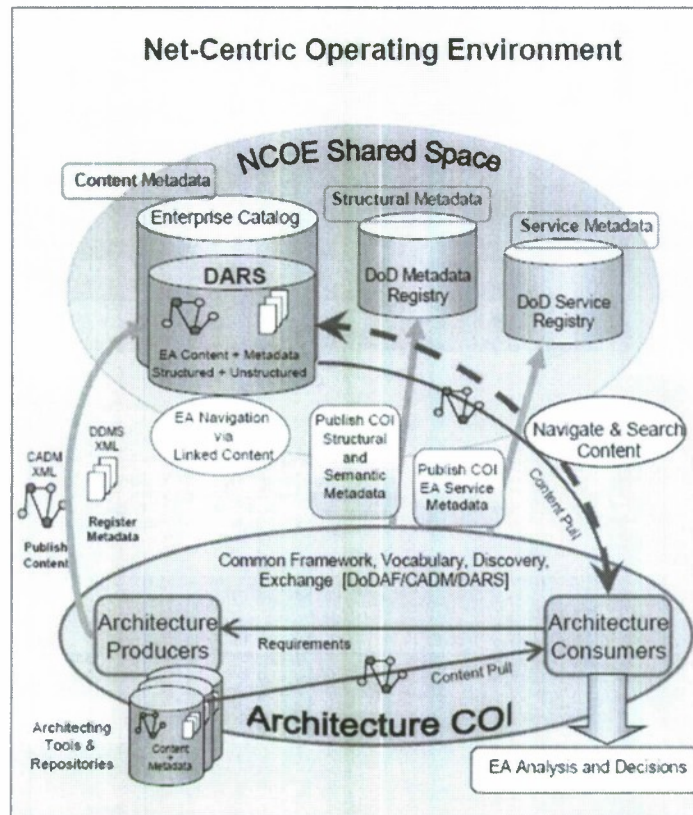 Net-Centric Operating Environment
NCOE Shared Space
Content Metadata
Structural Metadata
Service Metadata
Enterprise Catalog
DARS
EA Content + Metadata
Structured + Unstructured
DoD Metadata
Registry
DoD Service
Registry
EA Navigation
via
Linked Content
Publish COI
Structural
and
Semantic
Metadata
Publish COI
EA Service
Metadata
Navigate & Search
Content
Content Pull
CADM
XML
Publish
Content
DDMS
XML
Register
Metadata
Common Framework, Vocabulary, Discovery,
Exchange [DoDAF/CADM/DARS]
Architecture
Producers
Requirements
Architecture
Consumers
Content Pull
Architecting
Tools &
Repositories
Content
+
Metadata
Architecture COI
EA Analysis and Decisions